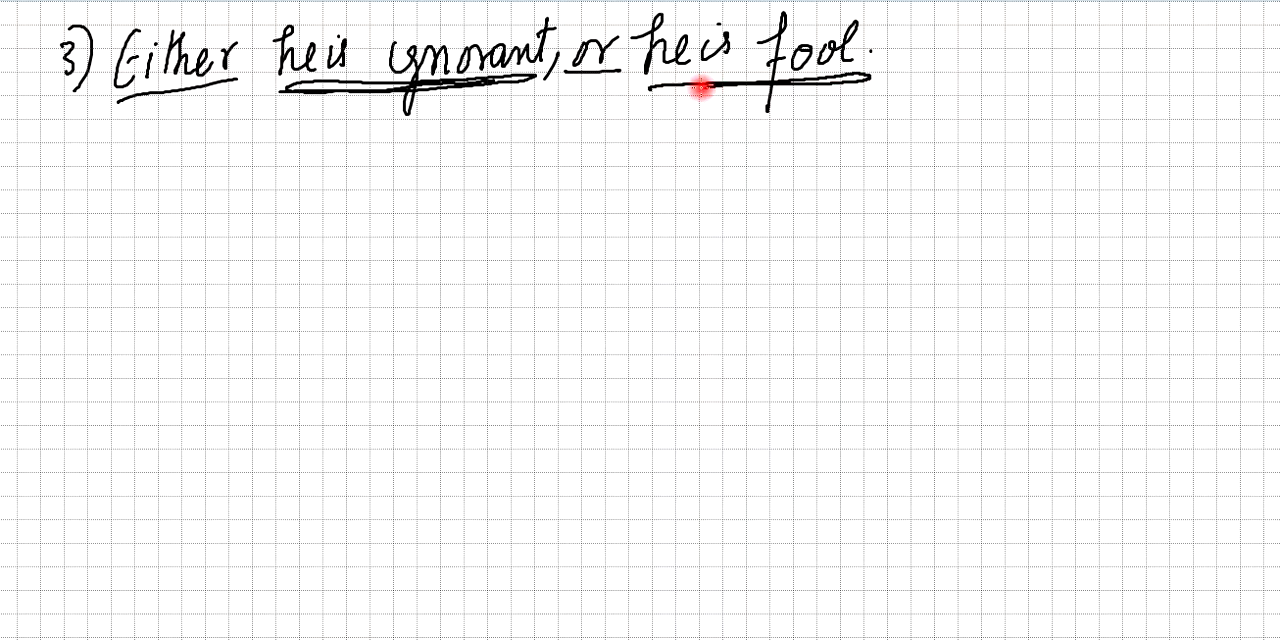 3) Either he is ignorant, or he is fool.